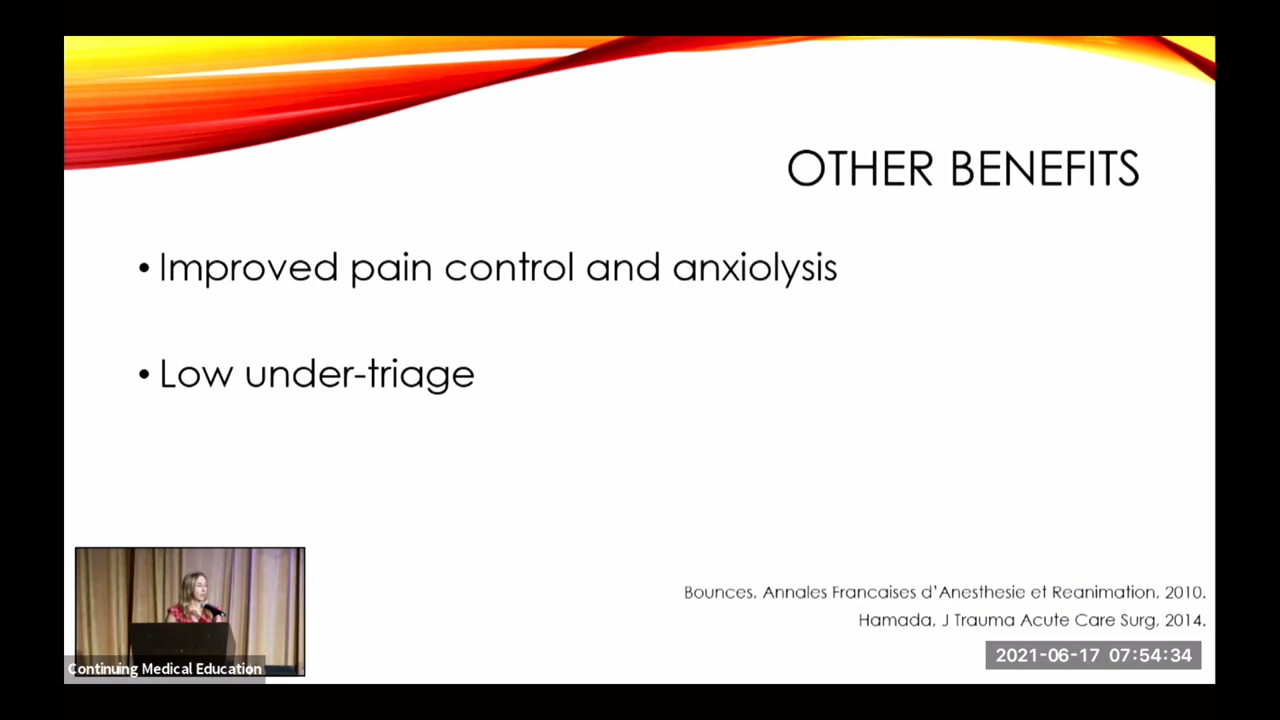 OTHER BENEFITS
• Improved pain control and anxiolysis
• Low under-triage
Bounces, Annales Francaises d'Anesthesie et Reanimation, 2010.
Hamada, J Trauma Acute Care Surg, 2014.
2021-06-17 07:54:34
Continuing Medical Education